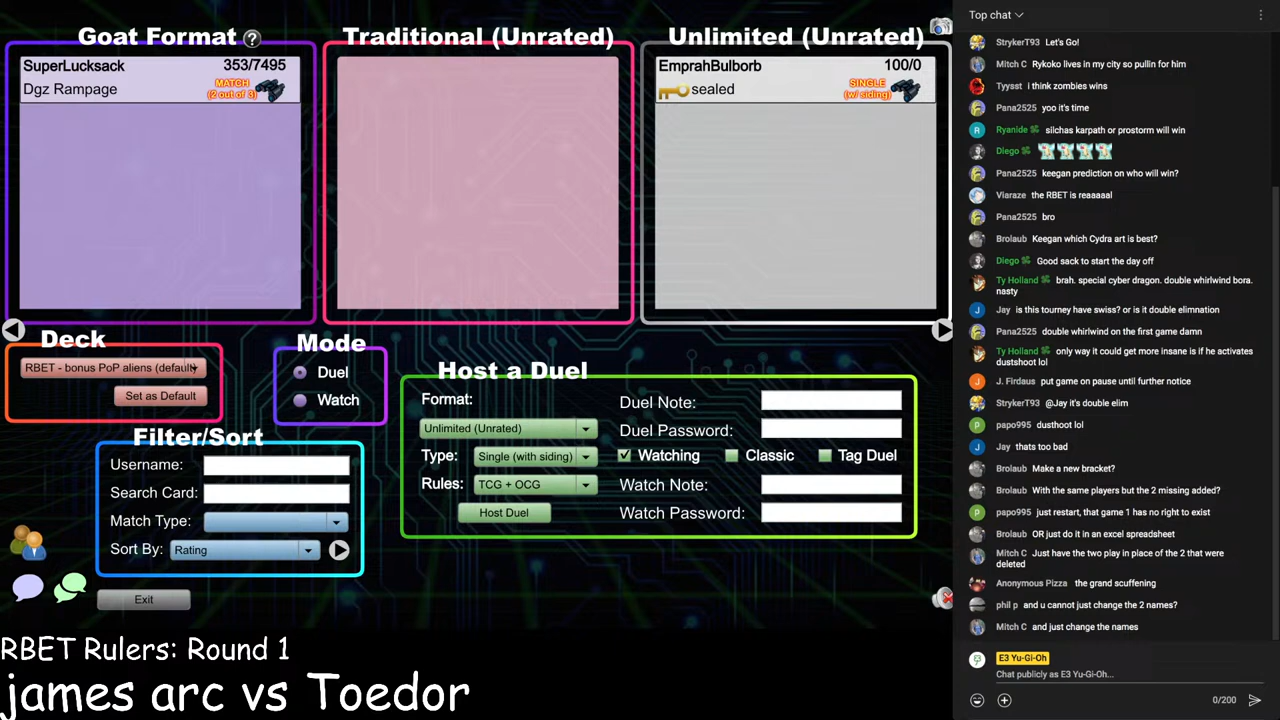 Goat Format ?
Traditional (Unrated)
Unlimited (Unrated)
SuperLucksack 353/7495
Dgz Rampage MATCH
(2 out of 3)
EmprahBulborb 100/0
sealed SINGLE
(w/ siding)
Deck
RBET - bonus PoP aliens (default)
Set as Default
Mode
Duel
Watch
Host a Duel
Format:
Unlimited (Unrated)
Type: Single (with siding)
Rules: TCG + OCG
Host Duel
Duel Note:
Duel Password:
Watching Classic Tag Duel
Watch Note:
Watch Password:
Filter/Sort
Username:
Search Card:
Match Type:
Sort By: Rating
Exit
RBET Rulers: Round 1
james arc vs Toedor
Top chat
StrykerT93 Let's Go!
Mitch C Rykoko lives in my city so pullin for him
Tyysst I think zombies wins
Pana2525 yoo it's time
Ryanide silchas karpath or prostorm will win
Diego
Pana2525 keegan prediction on who will win?
Viaraze the RBET is reaaaaal
Pana2525 bro
Brolaub Keegan which Cydra art is best?
Diego Good sack to start the day off
Ty Holland brah. special cyber dragon. double whirlwind bora.
nasty
Jay is this tourney have swiss? or is it double elimnation
Pana2525 double whirlwind on the first game damn
Ty Holland only way it could get more insane is if he activates
dustshoot lol
J. Firdaus put game on pause until further notice
StrykerT93 @Jay it's double elim
papo995 dusthoot lol
Jay thats too bad
Brolaub Make a new bracket?
Brolaub With the same players but the 2 missing added?
papo995 just restart, that game 1 has no right to exist
Brolaub OR just do it in an excel spreadsheet
Mitch C Just have the two play in place of the 2 that were
deleted
Anonymous Pizza the grand scuffening
phil p and u cannot just change the 2 names?
Mitch C and just change the names
E3 Yu-Gi-Oh
Chat publicly as E3 Yu-Gi-Oh...
0/200